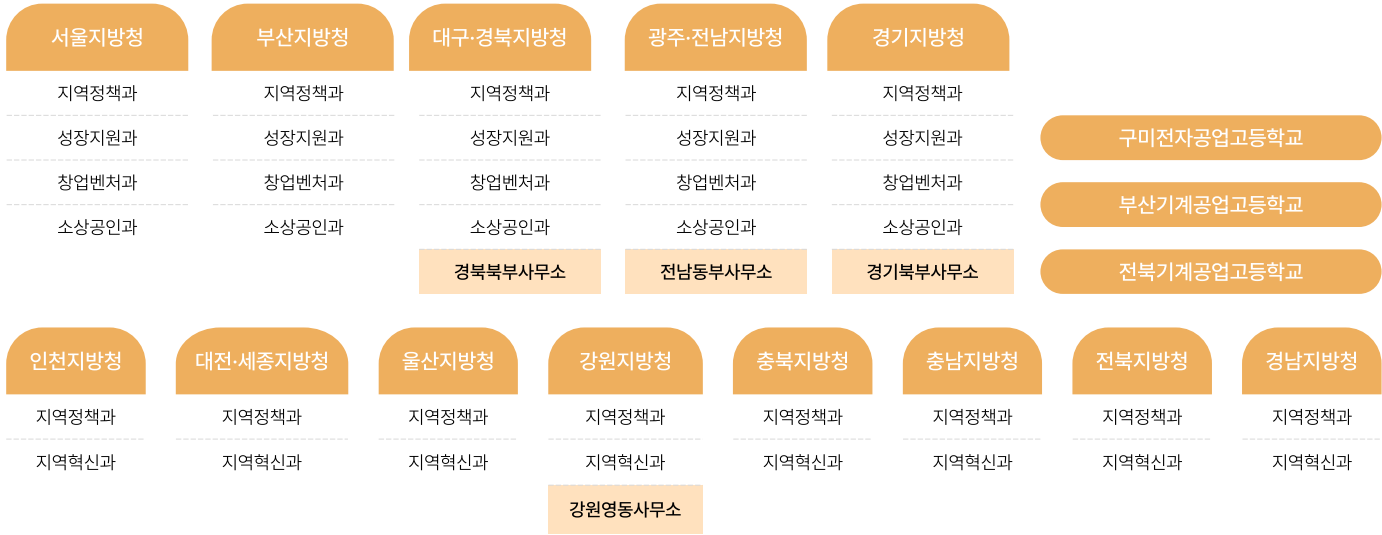 서울지방청
지역정책과
성장지원과
창업벤처과
소상공인과
부산지방청
지역정책과
성장지원과
창업벤처과
소상공인과
대구·경북지방청
지역정책과
성장지원과
창업벤처과
소상공인과
경북북부사무소
광주·전남지방청
지역정책과
성장지원과
창업벤처과
소상공인과
전남동부사무소
경기지방청
지역정책과
성장지원과
창업벤처과
소상공인과
경기북부사무소
구미전자공업고등학교
부산기계공업고등학교
전북기계공업고등학교
인천지방청
지역정책과
지역혁신과
대전·세종지방청
지역정책과
지역혁신과
울산지방청
지역정책과
지역혁신과
강원지방청
지역정책과
지역혁신과
강원영동사무소
충북지방청
지역정책과
지역혁신과
충남지방청
지역정책과
지역혁신과
전북지방청
지역정책과
지역혁신과
경남지방청
지역정책과
지역혁신과